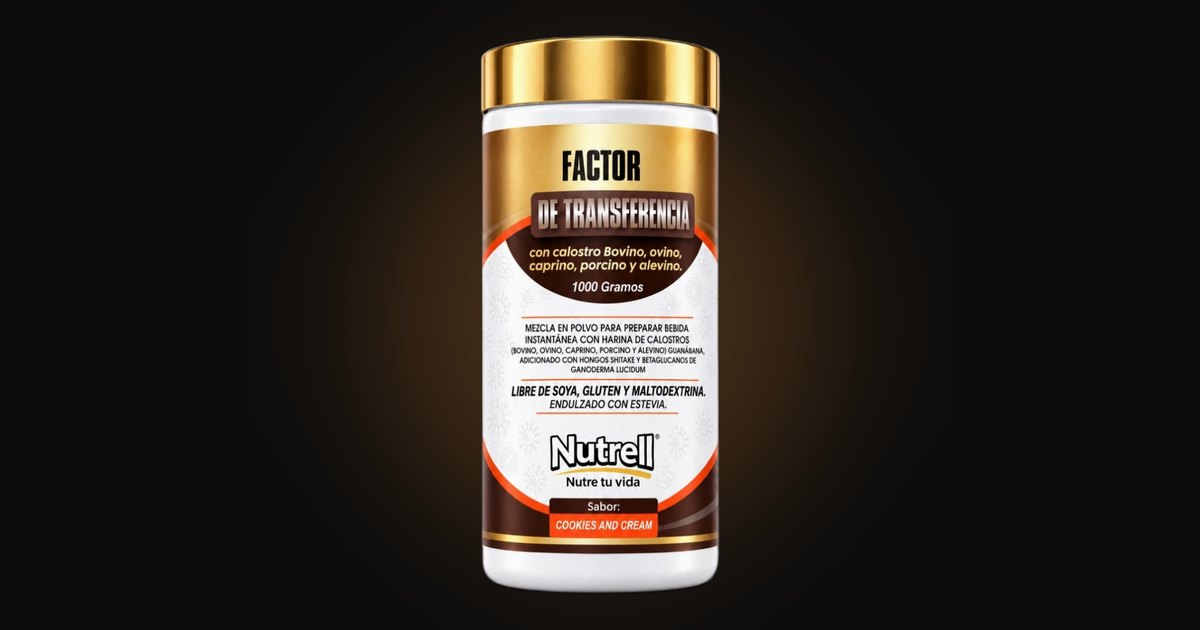 FACTOR
DE TRANSFERENCIA
con calostro Bovino, ovino,
caprino, porcino y alevino.
1000 Gramos
MEZCLA EN POLVO PARA PREPARAR BEBIDA
INSTANTÁNEA CON HARINA DE CALOSTROS
(BOVINO, OVINO, CAPRINO, PORCINO Y ALEVINO) GUANÁBANA,
ADICIONADO CON HONGOS SHITAKE Y BETAGLUCANOS DE
GANODERMA LUCIDUM
LIBRE DE SOYA, GLUTEN Y MALTODEXTRINA.
ENDULZADO CON ESTEVIA.
Nutrell®
Nutre tu vida
Sabor:
COOKIES AND CREAM